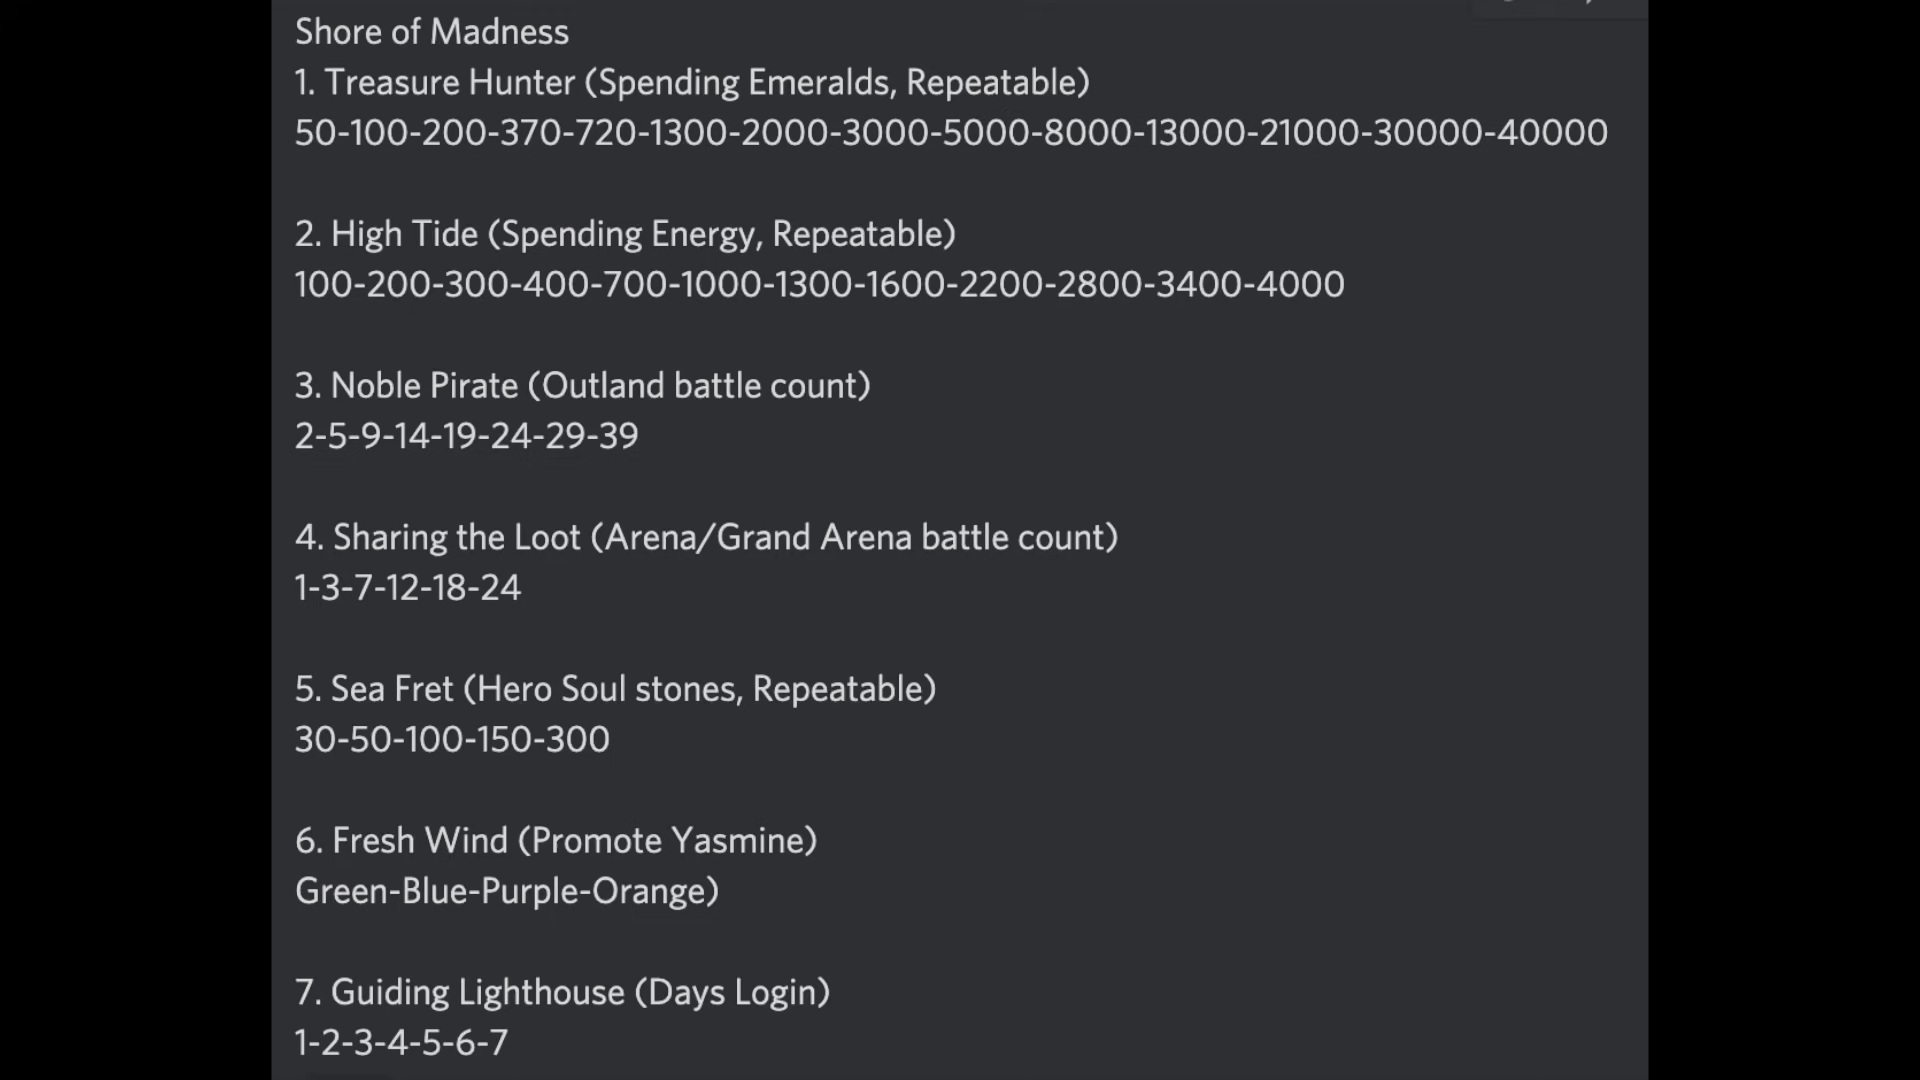 Shore of Madness
1. Treasure Hunter (Spending Emeralds, Repeatable)
50-100-200-370-720-1300-2000-3000-5000-8000-13000-21000-30000-40000
2. High Tide (Spending Energy, Repeatable)
100-200-300-400-700-1000-1300-1600-2200-2800-3400-4000
3. Noble Pirate (Outland battle count)
2-5-9-14-19-24-29-39
4. Sharing the Loot (Arena/Grand Arena battle count)
1-3-7-12-18-24
5. Sea Fret (Hero Soul stones, Repeatable)
30-50-100-150-300
6. Fresh Wind (Promote Yasmine)
Green-Blue-Purple-Orange)
7. Guiding Lighthouse (Days Login)
1-2-3-4-5-6-7